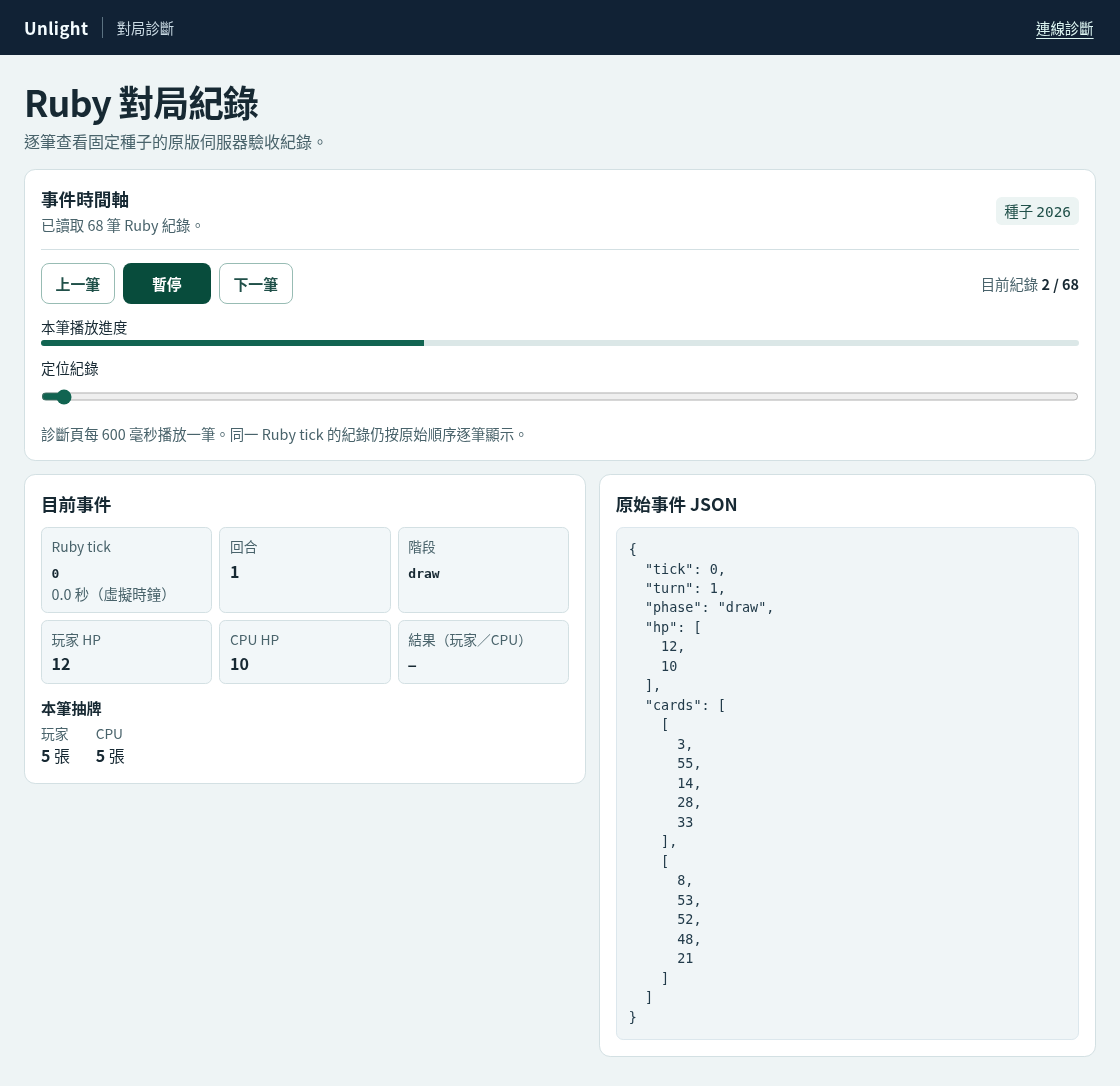 Unlight
對局診斷
連線診斷
Ruby 對局紀錄
逐筆查看固定種子的原版伺服器驗收紀錄。
事件時間軸
已讀取 68 筆 Ruby 紀錄。
種子 2026
上一筆
暫停
下一筆
目前紀錄 2 / 68
本筆播放進度
定位紀錄
診斷頁每 600 毫秒播放一筆。同一 Ruby tick 的紀錄仍按原始順序逐筆顯示。
目前事件
Ruby tick
0
0.0 秒（虛擬時鐘）
回合
1
階段
draw
玩家 HP
12
CPU HP
10
結果（玩家／CPU）
—
本筆抽牌
玩家
5 張
CPU
5 張
原始事件 JSON
{
  "tick": 0,
  "turn": 1,
  "phase": "draw",
  "hp": [
    12,
    10
  ],
  "cards": [
    [
      3,
      55,
      14,
      28,
      33
    ],
    [
      8,
      53,
      52,
      48,
      21
    ]
  ]
}